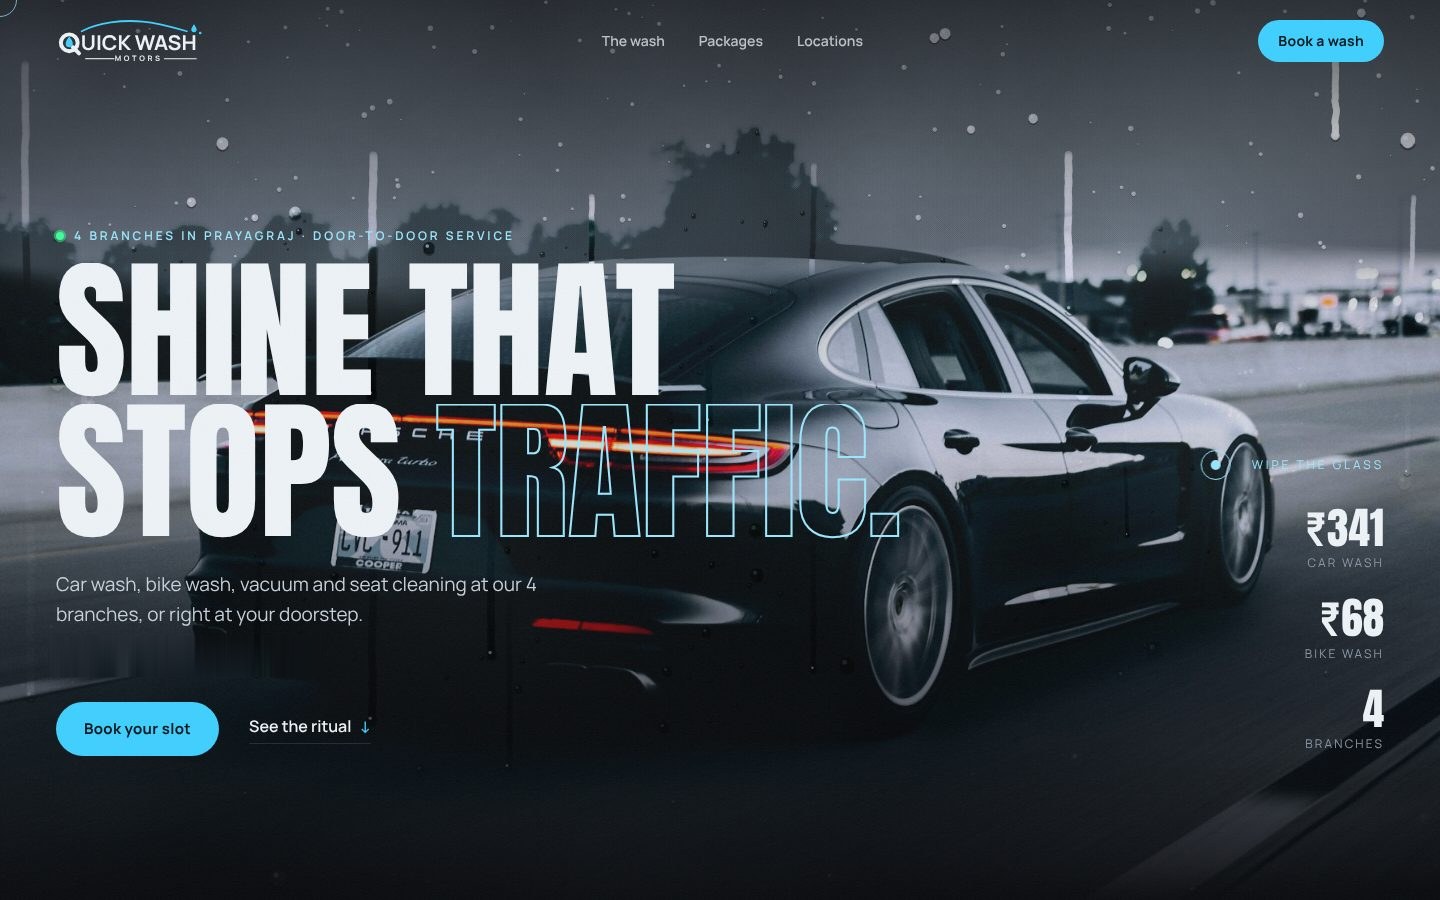 QUICK WASH
MOTORS
The wash
Packages
Locations
Book a wash
4 BRANCHES IN PRAYAGRAJ · DOOR-TO-DOOR SERVICE
SHINE THAT
STOPS TRAFFIC.
WIPE THE GLASS
₹341
CAR WASH
Car wash, bike wash, vacuum and seat cleaning at our 4
branches, or right at your doorstep.
₹68
BIKE WASH
4
BRANCHES
Book your slot
See the ritual ↓
-911
COOPER